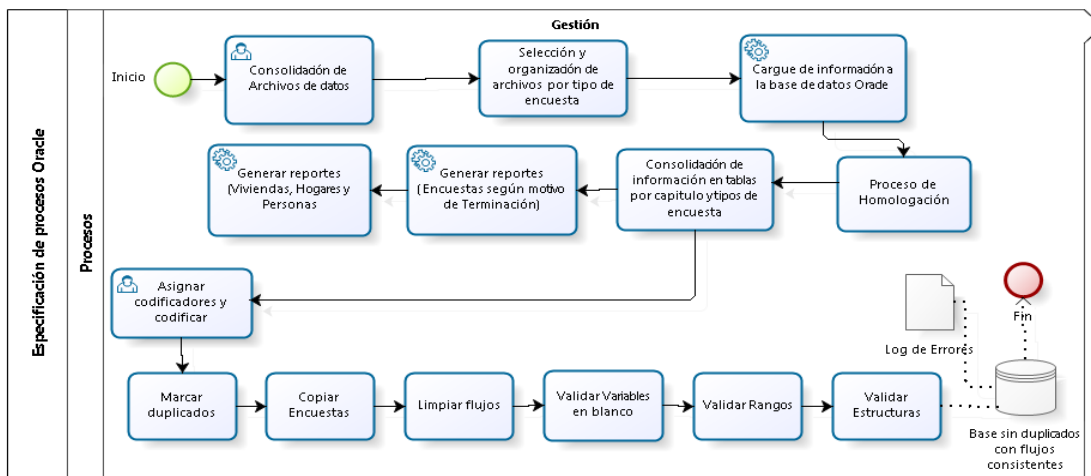 Gestión
Especificación de procesos Oracle
Procesos
Inicio
Consolidación de
Archivos de datos
Selección y
organización de
archivos por tipo de
encuesta
Cargue de información a
la base de datos Oracle
Generar reportes
(Viviendas, Hogares y
Personas
Generar reportes
(Encuestas según motivo
de Terminación)
Consolidación de
información en tablas
por capitulo y tipos de
encuesta
Proceso de
Homologación
Asignar
codificadores y
codificar
Log de Errores
Fin
Marcar
duplicados
Copiar
Encuestas
Limpiar flujos
Validar Variables
en blanco
Validar Rangos
Validar
Estructuras
Base sin duplicados
con flujos
consistentes